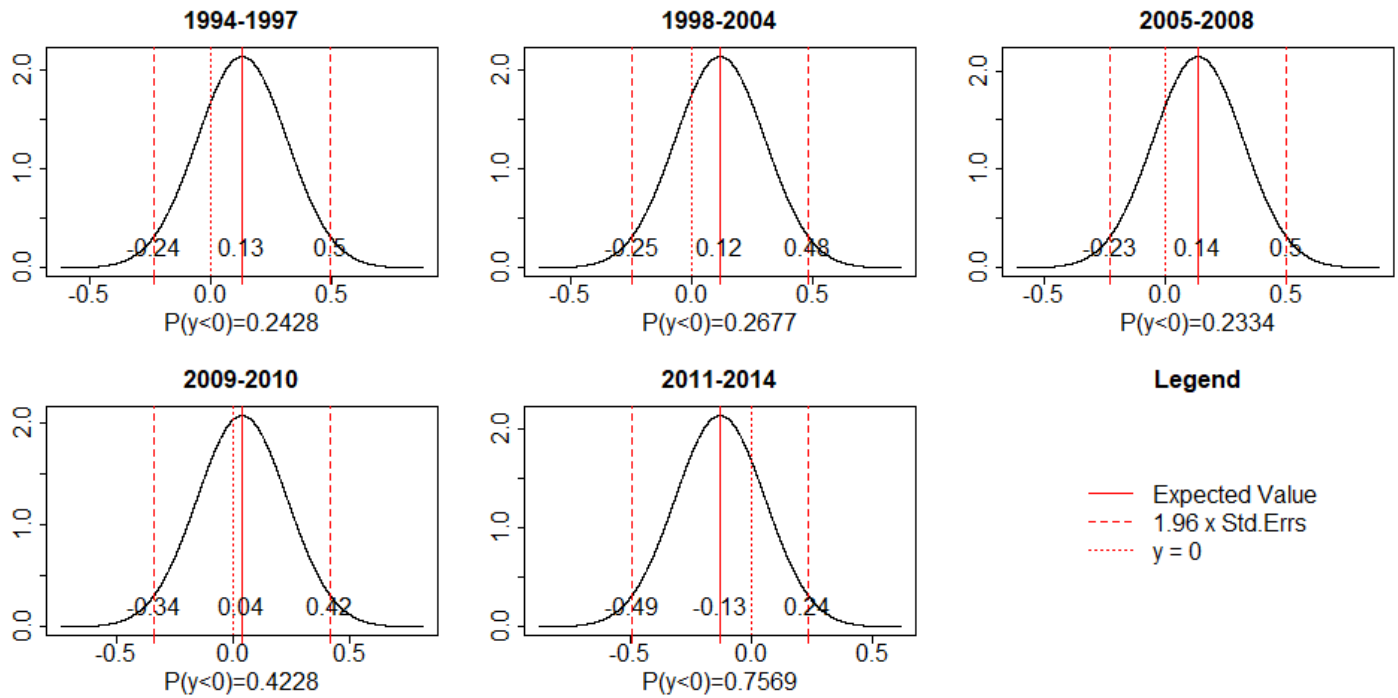 1994-1997
2.0
1.0
0.0
-0.24 0.13 0.5
-0.5 0.0 0.5
P(y<0)=0.2428
1998-2004
2.0
1.0
0.0
-0.25 0.12 0.48
-0.5 0.0 0.5
P(y<0)=0.2677
2005-2008
2.0
1.0
0.0
-0.23 0.14 0.5
-0.5 0.0 0.5
P(y<0)=0.2334
2009-2010
2.0
1.0
0.0
-0.34 0.04 0.42
-0.5 0.0 0.5
P(y<0)=0.4228
2011-2014
2.0
1.0
0.0
-0.49 -0.13 0.24
-0.5 0.0 0.5
P(y<0)=0.7569
Legend
Expected Value
1.96 x Std.Errs
y = 0